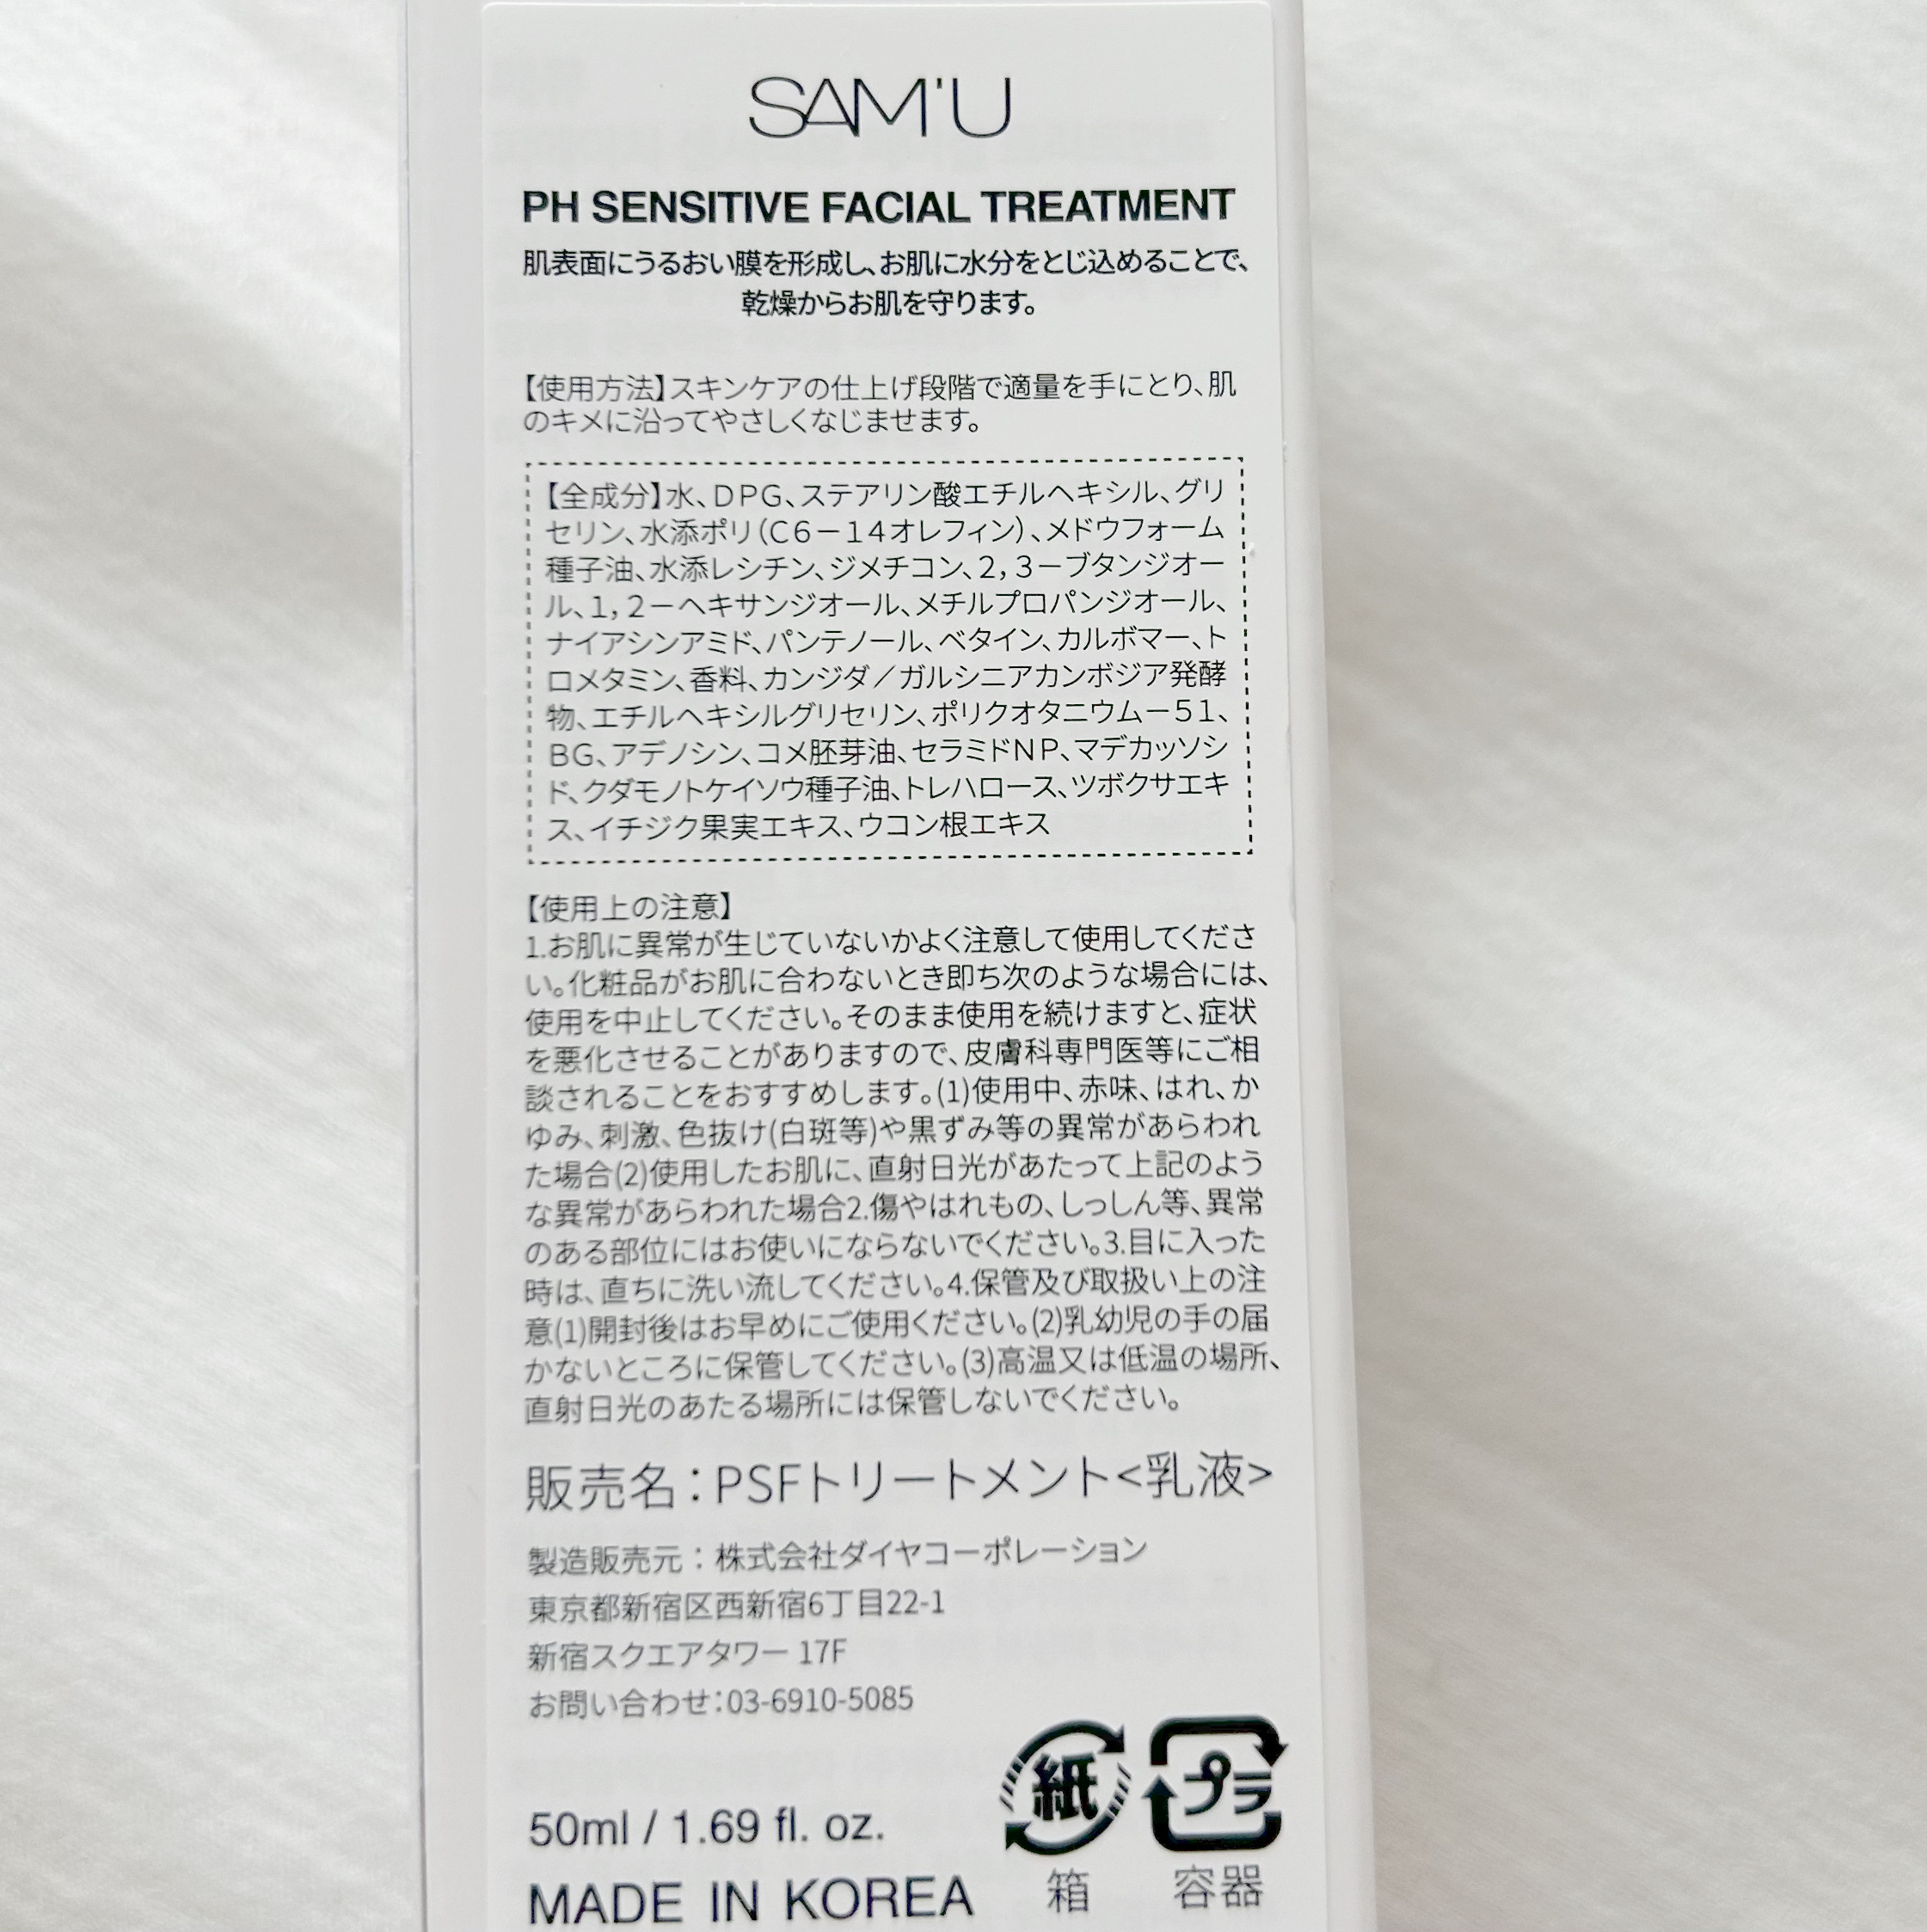 SAM'U
PH SENSITIVE FACIAL TREATMENT
肌表面にうるおい膜を形成し、お肌に水分をとじ込めることで、
乾燥からお肌を守ります。
【使用方法】スキンケアの仕上げ段階で適量を手にとり、肌
のキメに沿ってやさしくなじませます。
【全成分】水、DPG、ステアリン酸エチルヘキシル、グリ
セリン、水添ポリ（C6－14オレフィン）、メドウフォーム
種子油、水添レシチン、ジメチコン、2，3－ブタンジオー
ル、1，2－ヘキサンジオール、メチルプロパンジオール、
ナイアシンアミド、パンテノール、ベタイン、カルボマー、ト
ロメタミン、香料、カンジダ／ガルシニアカンボジア発酵
物、エチルヘキシルグリセリン、ポリクオタニウム－51、
BG、アデノシン、コメ胚芽油、セラミドNP、マデカッソシ
ド、クダモノトケイソウ種子油、トレハロース、ツボクサエキ
ス、イチジク果実エキス、ウコン根エキス
【使用上の注意】
1.お肌に異常が生じていないかよく注意して使用してくださ
い。化粧品がお肌に合わないとき即ち次のような場合には、
使用を中止してください。そのまま使用を続けますと、症状
を悪化させることがありますので、皮膚科専門医等にご相
談されることをおすすめします。(1)使用中、赤味、はれ、か
ゆみ、刺激、色抜け(白斑等)や黒ずみ等の異常があらわれ
た場合(2)使用したお肌に、直射日光があたって上記のよう
な異常があらわれた場合2.傷やはれもの、しっしん等、異常
のある部位にはお使いにならないでください。3.目に入った
時は、直ちに洗い流してください。4.保管及び取扱い上の注
意(1)開封後はお早めにご使用ください。(2)乳幼児の手の届
かないところに保管してください。(3)高温又は低温の場所、
直射日光のあたる場所には保管しないでください。
販売名：PSFトリートメント<乳液>
製造販売元：株式会社ダイヤコーポレーション
東京都新宿区西新宿6丁目22-1
新宿スクエアタワー 17F
お問い合わせ：03-6910-5085
紙 プラ
50ml / 1.69 fl. oz.
箱 容器
MADE IN KOREA